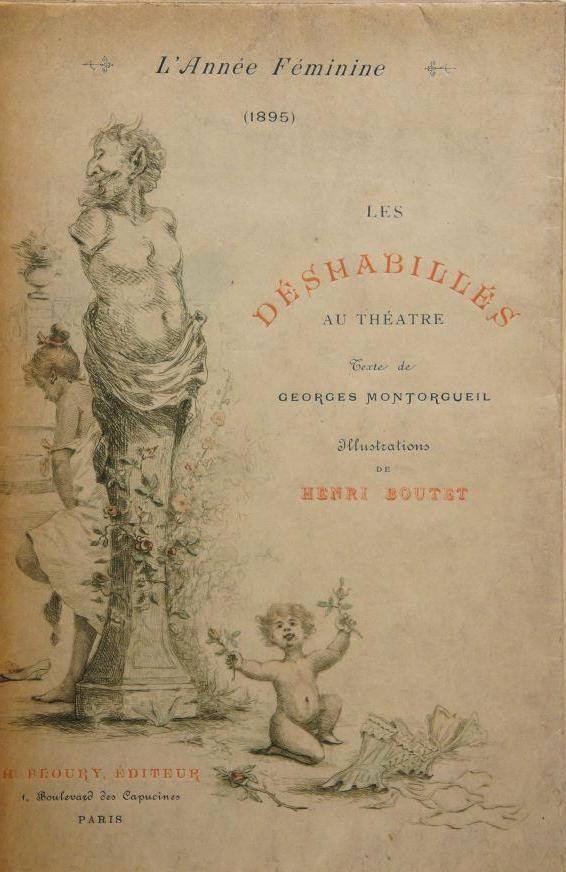 L'Année Féminine
(1895)
LES
DÉSHABILLÉS
AU THÉATRE
Texte de
GEORGES MONTORGUEIL
Illustrations
DE
HENRI BOUTET
H. FLOURY, ÉDITEUR
1, Boulevard des Capucines
PARIS